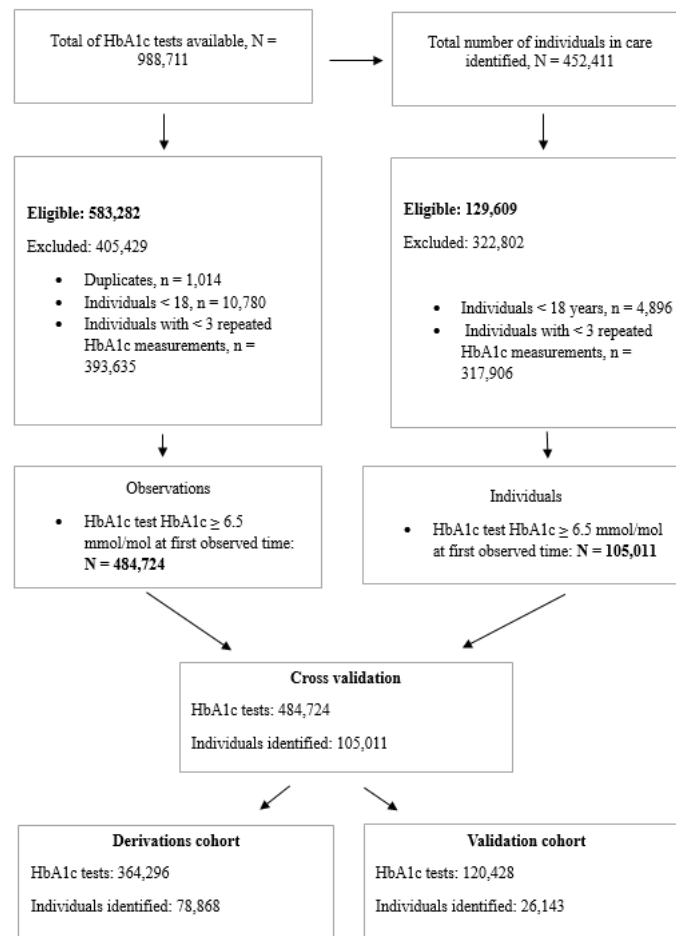 Total of HbA1c tests available, N =
988,711
Total number of individuals in care
identified, N = 452,411
Eligible: 583,282
Excluded: 405,429
• Duplicates, n = 1,014
• Individuals < 18, n = 10,780
• Individuals with < 3 repeated
HbA1c measurements, n =
393,635
Eligible: 129,609
Excluded: 322,802
• Individuals < 18 years, n = 4,896
• Individuals with < 3 repeated
HbA1c measurements, n =
317,906
Observations
• HbA1c test HbA1c ≥ 6.5
mmol/mol at first observed time:
N = 484,724
Individuals
• HbA1c test HbA1c ≥ 6.5 mmol/mol
at first observed time: N = 105,011
Cross validation
HbA1c tests: 484,724
Individuals identified: 105,011
Derivations cohort
HbA1c tests: 364,296
Individuals identified: 78,868
Validation cohort
HbA1c tests: 120,428
Individuals identified: 26,143